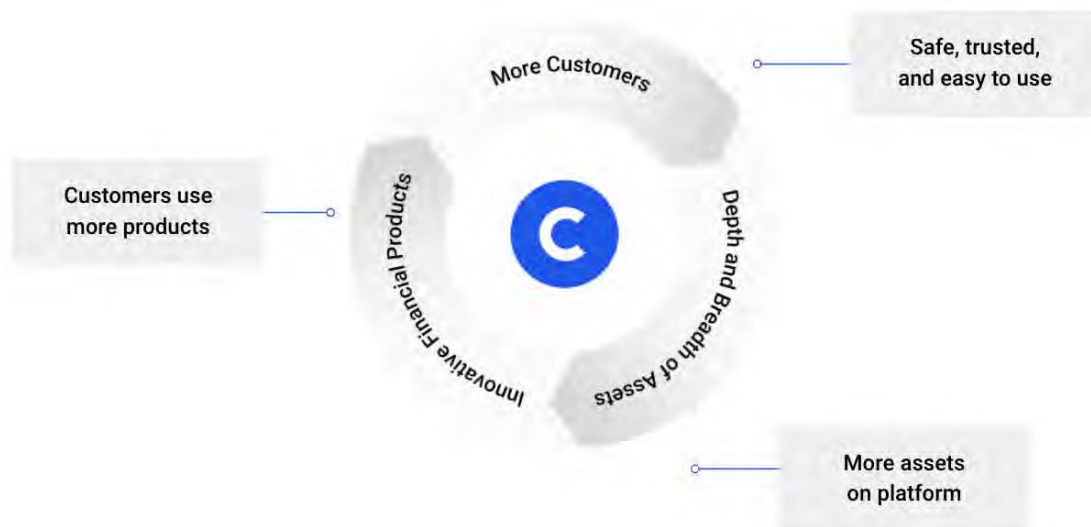 More Customers
Safe, trusted,
and easy to use
Depth and Breadth of Assets
More assets
on platform
Innovative Financial Products
Customers use
more products
C